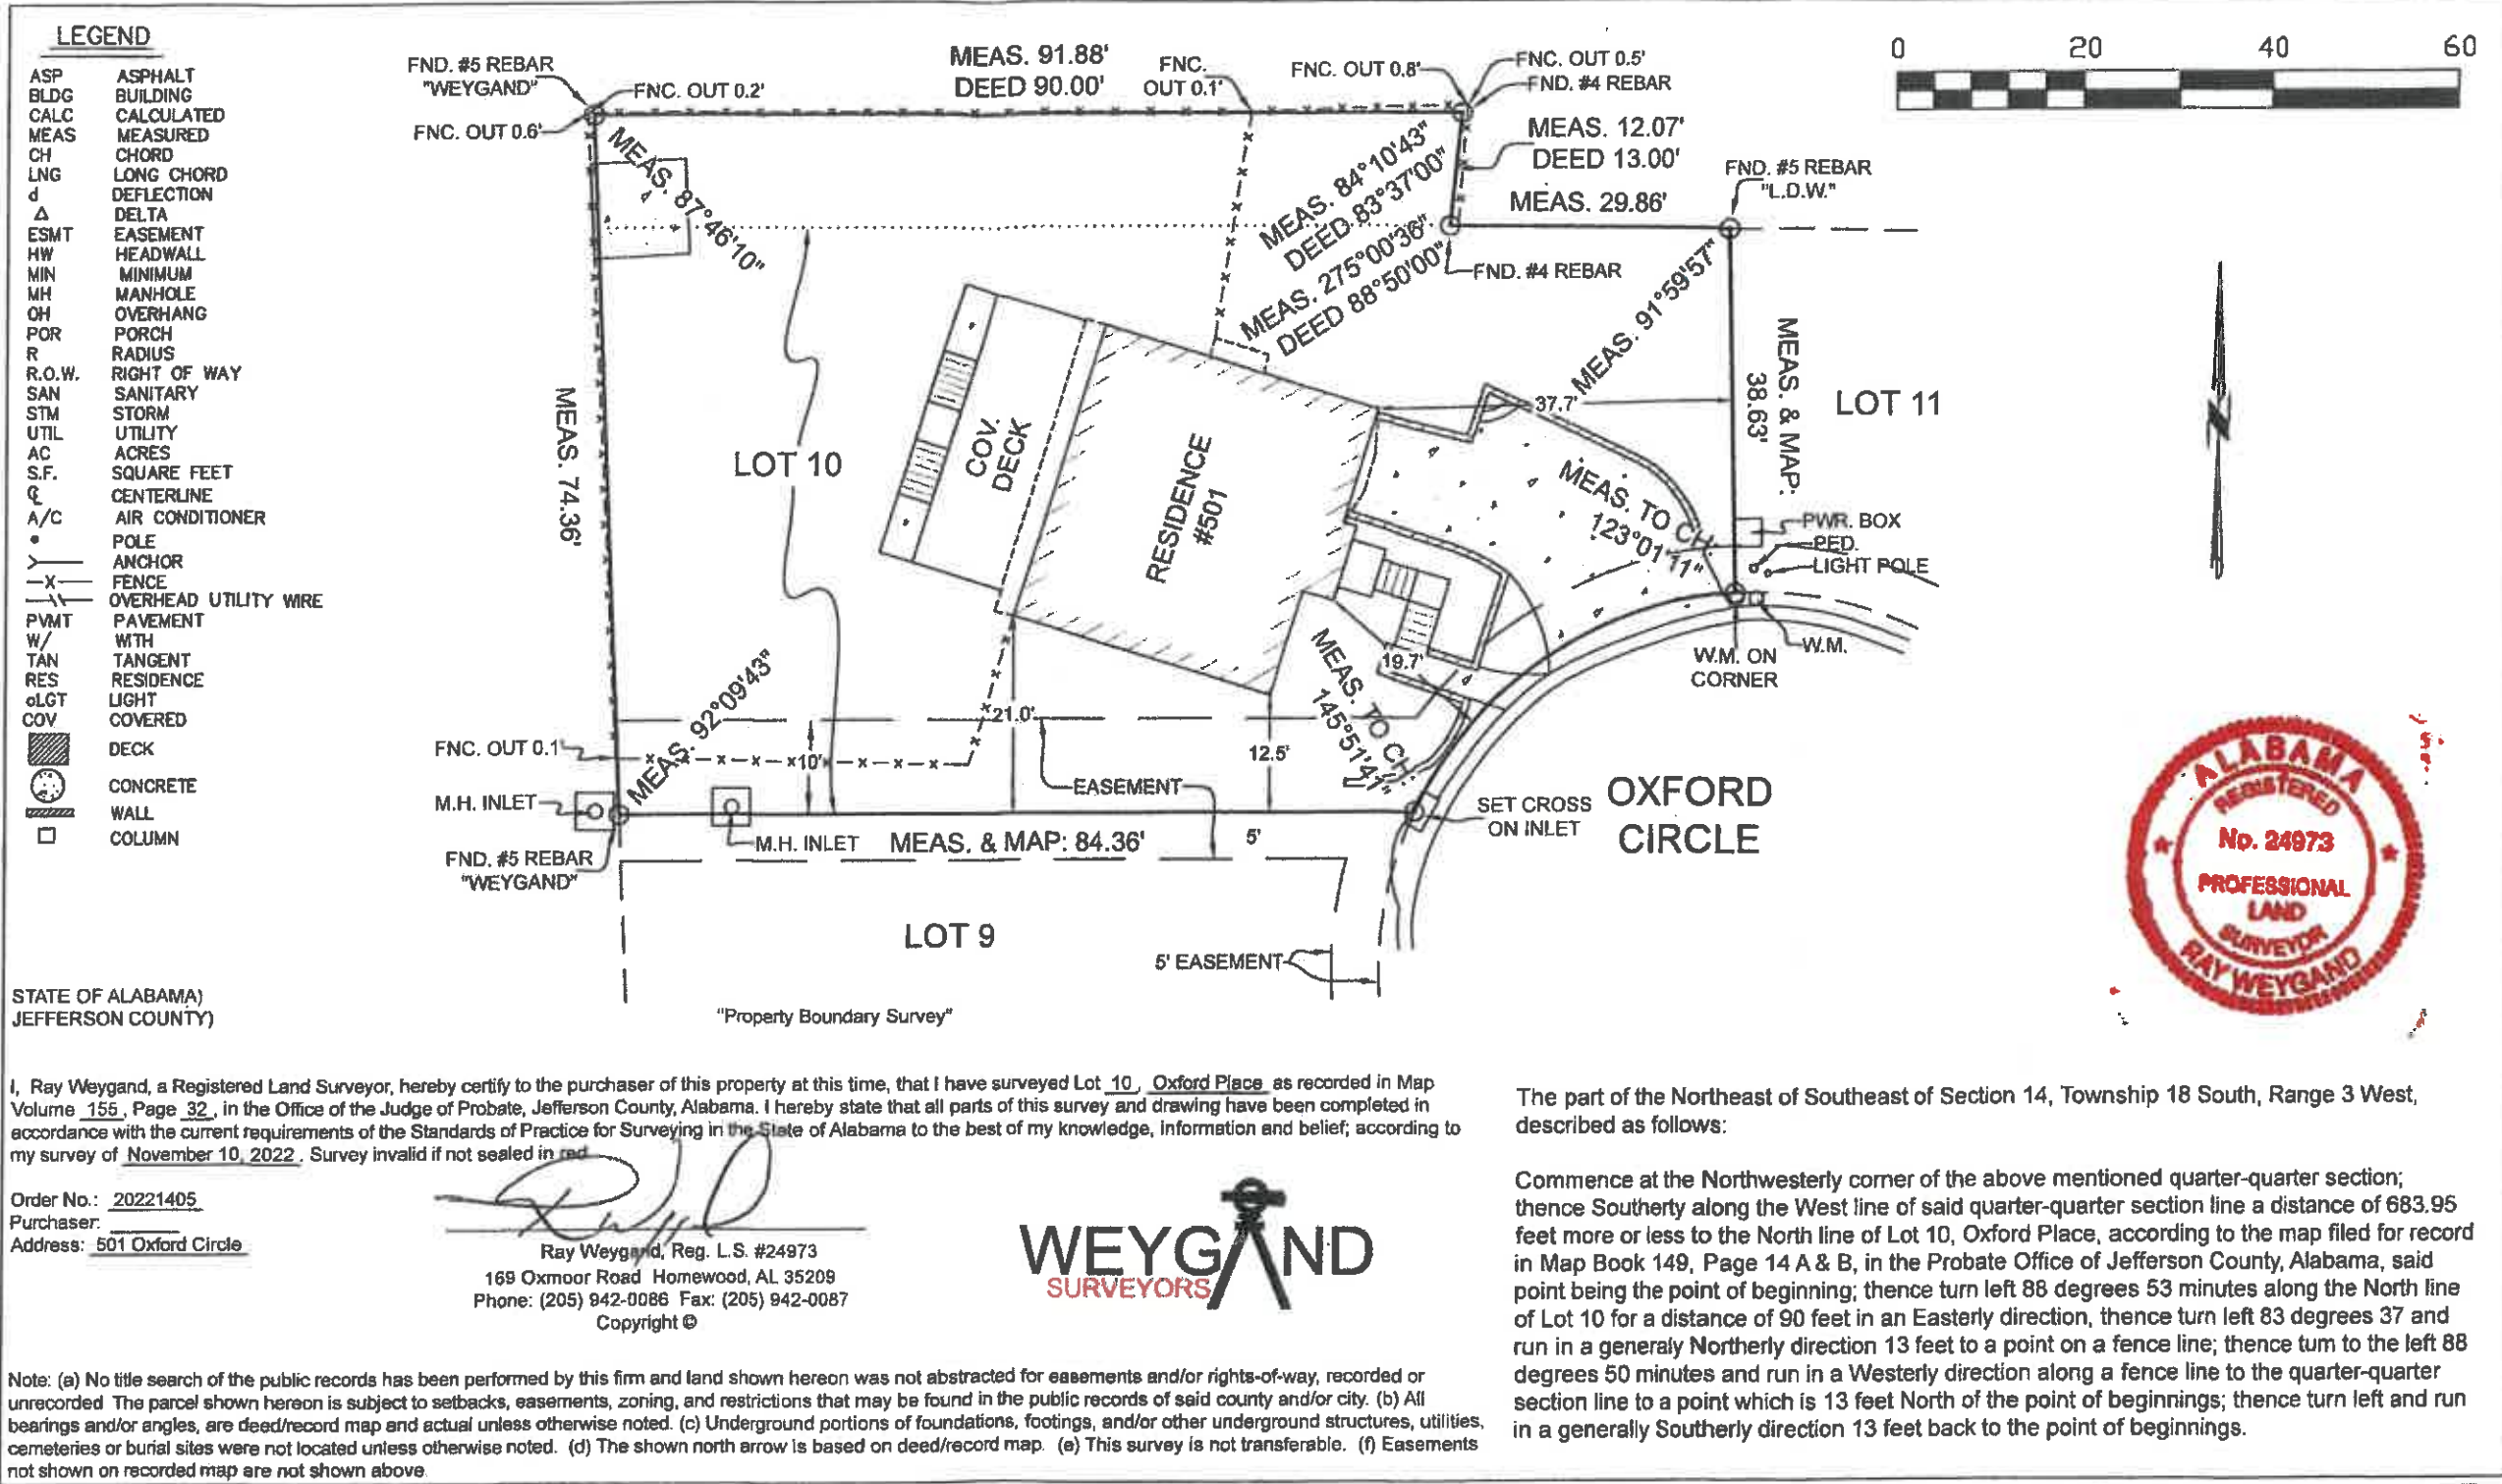 LEGEND
ASP ASPHALT
BLDG BUILDING
CALC CALCULATED
MEAS MEASURED
CH CHORD
LNG LONG CHORD
d DEFLECTION
Δ DELTA
ESMT EASEMENT
HW HEADWALL
MIN MINIMUM
MH MANHOLE
OH OVERHANG
POR PORCH
R RADIUS
R.O.W. RIGHT OF WAY
SAN SANITARY
STM STORM
UTIL UTILITY
AC ACRES
S.F. SQUARE FEET
℄ CENTERLINE
A/C AIR CONDITIONER
POLE
ANCHOR
—X— FENCE
OVERHEAD UTILITY WIRE
PVMT PAVEMENT
W/ WITH
TAN TANGENT
RES RESIDENCE
oLGT LIGHT
COV COVERED
DECK
CONCRETE
WALL
COLUMN
FND. #5 REBAR
"WEYGAND"
FNC. OUT 0.2'
FNC. OUT 0.6'
MEAS. 91.88'
DEED 90.00'
FNC.
OUT 0.1'
FNC. OUT 0.8'
FNC. OUT 0.5'
FND. #4 REBAR
MEAS. 12.07'
DEED 13.00'
MEAS. 29.86'
FND. #5 REBAR
"L.D.W."
0 20 40 60
MEAS. 87°46'10"
MEAS. 84°10'43"
DEED 83°37'00"
MEAS. 275°00'36"
DEED 88°50'00"
FND. #4 REBAR
MEAS. 91°59'57"
MEAS. & MAP:
38.63'
LOT 11
N
MEAS. 74.36'
LOT 10
COV.
DECK
RESIDENCE
#501
37.7'
MEAS. TO CH.
123°01'11"
PWR. BOX
PED.
LIGHT POLE
W.M.
W.M. ON
CORNER
19.7'
MEAS. TO CH.
145°51'47"
MEAS. 92°09'43"
21.0'
FNC. OUT 0.1'
10'
12.5'
EASEMENT
M.H. INLET
M.H. INLET
MEAS. & MAP: 84.36'
5'
SET CROSS
ON INLET
OXFORD
CIRCLE
FND. #5 REBAR
"WEYGAND"
LOT 9
5' EASEMENT
ALABAMA
REGISTERED
No. 24973
PROFESSIONAL
LAND
SURVEYOR
RAY WEYGAND
STATE OF ALABAMA)
JEFFERSON COUNTY)
"Property Boundary Survey"
I, Ray Weygand, a Registered Land Surveyor, hereby certify to the purchaser of this property at this time, that I have surveyed Lot 10, Oxford Place as recorded in Map
Volume 155, Page 32, in the Office of the Judge of Probate, Jefferson County, Alabama. I hereby state that all parts of this survey and drawing have been completed in
accordance with the current requirements of the Standards of Practice for Surveying in the State of Alabama to the best of my knowledge, information and belief; according to
my survey of November 10, 2022. Survey invalid if not sealed in red
Order No.: 20221405
Purchaser:
Address: 501 Oxford Circle
Ray Weygand, Reg. L.S. #24973
169 Oxmoor Road Homewood, AL 35209
Phone: (205) 942-0086 Fax: (205) 942-0087
Copyright ©
WEYGAND
SURVEYORS
Note: (a) No title search of the public records has been performed by this firm and land shown hereon was not abstracted for easements and/or rights-of-way, recorded or
unrecorded The parcel shown hereon is subject to setbacks, easements, zoning, and restrictions that may be found in the public records of said county and/or city. (b) All
bearings and/or angles, are deed/record map and actual unless otherwise noted. (c) Underground portions of foundations, footings, and/or other underground structures, utilities,
cemeteries or burial sites were not located unless otherwise noted. (d) The shown north arrow is based on deed/record map. (e) This survey is not transferable. (f) Easements
not shown on recorded map are not shown above.
The part of the Northeast of Southeast of Section 14, Township 18 South, Range 3 West,
described as follows:
Commence at the Northwesterly corner of the above mentioned quarter-quarter section;
thence Southerty along the West line of said quarter-quarter section line a distance of 683.95
feet more or less to the North line of Lot 10, Oxford Place, according to the map filed for record
in Map Book 149, Page 14 A & B, in the Probate Office of Jefferson County, Alabama, said
point being the point of beginning; thence turn left 88 degrees 53 minutes along the North line
of Lot 10 for a distance of 90 feet in an Easterly direction, thence turn left 83 degrees 37 and
run in a generaly Northerly direction 13 feet to a point on a fence line; thence turn to the left 88
degrees 50 minutes and run in a Westerly direction along a fence line to the quarter-quarter
section line to a point which is 13 feet North of the point of beginnings; thence turn left and run
in a generally Southerly direction 13 feet back to the point of beginnings.